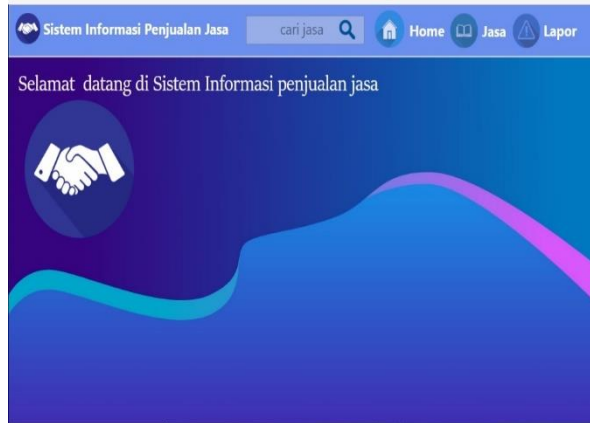 Sistem Informasi Penjualan Jasa
cari jasa
Home
Jasa
Lapor
Selamat datang di Sistem Informasi penjualan jasa